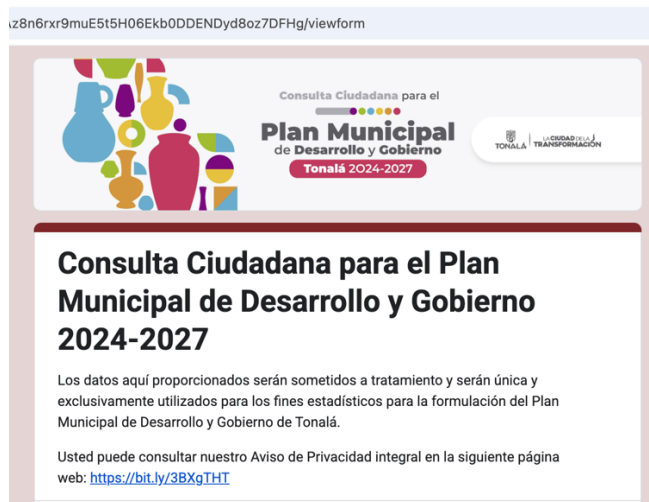 z8n6rxr9muE5t5H06Ekb0DDENDyd8oz7DFHg/viewform
Consulta Ciudadana para el
Plan Municipal
de Desarrollo y Gobierno
Tonalá 2024-2027
TONALÁ
LA CIUDAD DE LA
TRANSFORMACIÓN
Consulta Ciudadana para el Plan
Municipal de Desarrollo y Gobierno
2024-2027
Los datos aquí proporcionados serán sometidos a tratamiento y serán única y
exclusivamente utilizados para los fines estadísticos para la formulación del Plan
Municipal de Desarrollo y Gobierno de Tonalá.
Usted puede consultar nuestro Aviso de Privacidad integral en la siguiente página
web: https://bit.ly/3BXgTHT